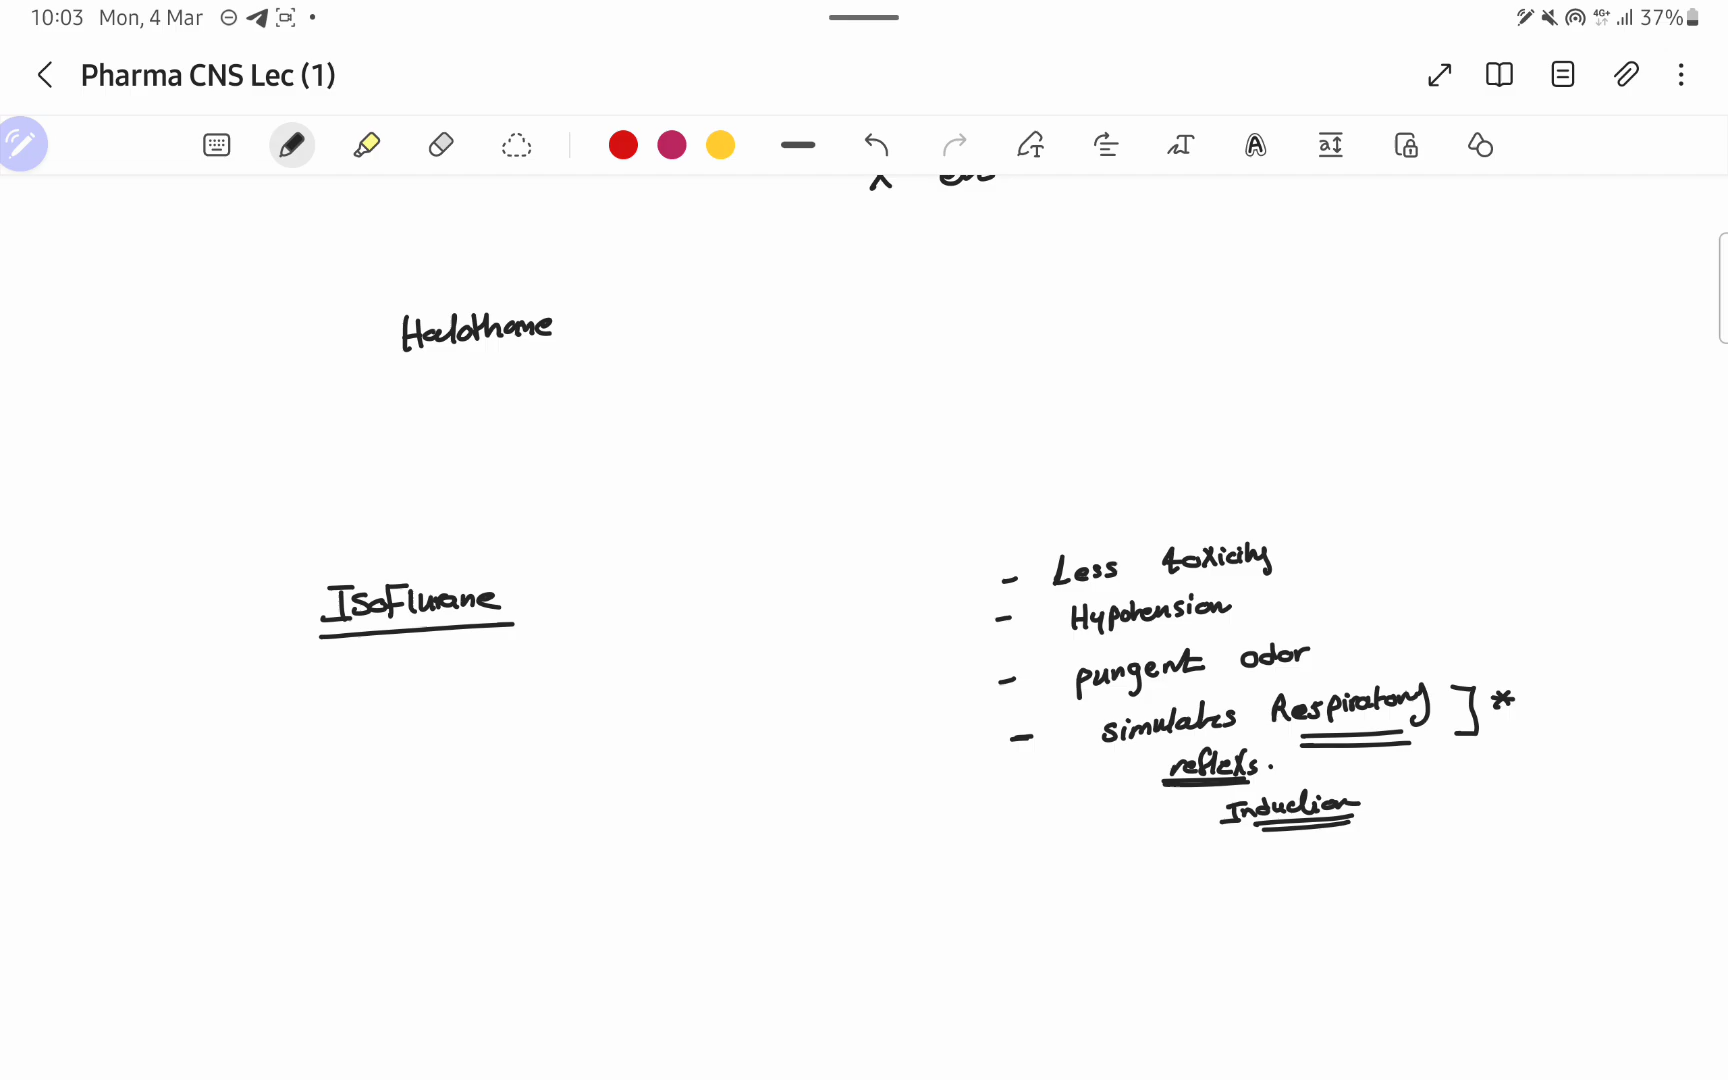 10:03 Mon, 4 Mar 4G+ 37%
Pharma CNS Lec (1)
Halothane
- Less toxicity
IsoFlurane
- Hypotension
- pungent odor
- simulates Respiratory ] *
reflexs.
Induction